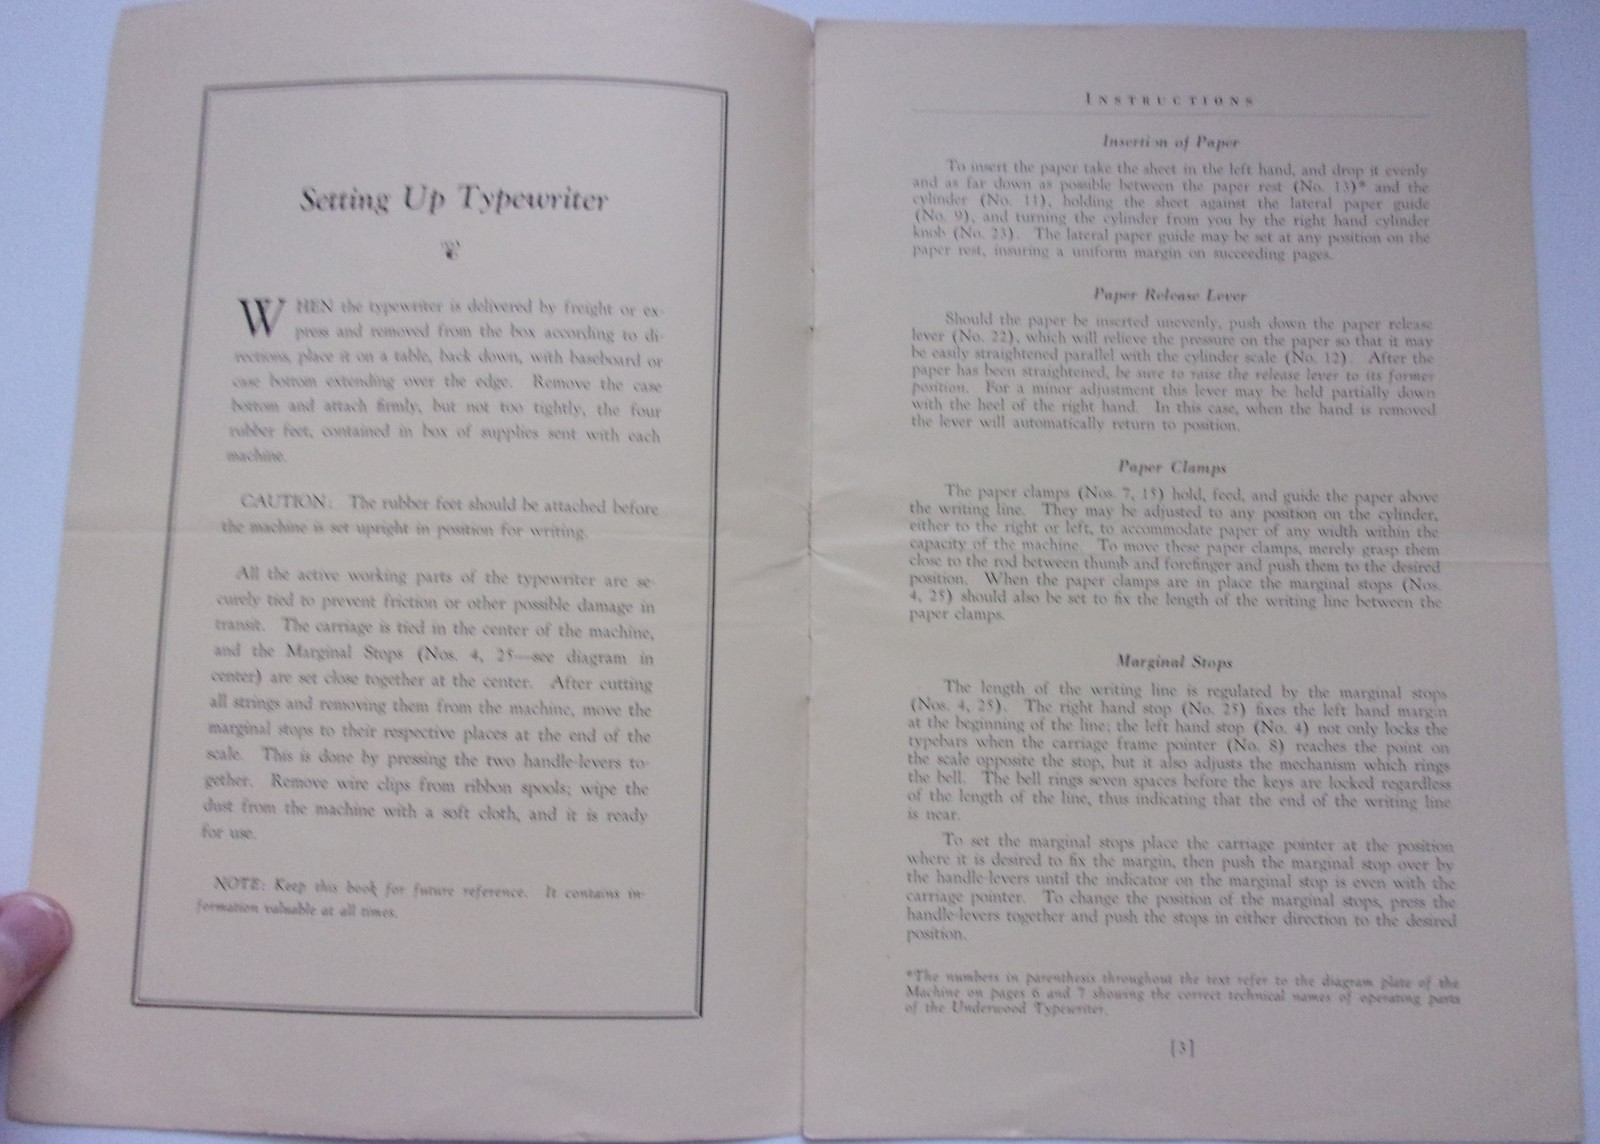 Setting Up Typewriter
WHEN the typewriter is delivered by freight or ex-
press and removed from the box according to di-
rections, place it on a table, back down, with baseboard or
case bottom extending over the edge. Remove the case
bottom and attach firmly, but not too tightly, the four
rubber feet, contained in box of supplies sent with each
machine.
CAUTION: The rubber feet should be attached before
the machine is set upright in position for writing.
All the active working parts of the typewriter are se-
curely tied to prevent friction or other possible damage in
transit. The carriage is tied in the center of the machine,
and the Marginal Stops (Nos. 4, 25—see diagram in
center) are set close together at the center. After cutting
all strings and removing them from the machine, move the
marginal stops to their respective places at the end of the
scale. This is done by pressing the two handle-levers to-
gether. Remove wire clips from ribbon spools; wipe the
dust from the machine with a soft cloth, and it is ready
for use.
NOTE: Keep this book for future reference. It contains in-
formation valuable at all times.
INSTRUCTIONS
Insertion of Paper
To insert the paper take the sheet in the left hand, and drop it evenly
and as far down as possible between the paper rest (No. 13)* and the
cylinder (No. 11), holding the sheet against the lateral paper guide
(No. 9), and turning the cylinder from you by the right hand cylinder
knob (No. 23). The lateral paper guide may be set at any position on the
paper rest, insuring a uniform margin on succeeding pages.
Paper Release Lever
Should the paper be inserted unevenly, push down the paper release
lever (No. 22), which will relieve the pressure on the paper so that it may
be easily straightened parallel with the cylinder scale (No. 12). After the
paper has been straightened, be sure to raise the release lever to its former
position. For a minor adjustment this lever may be held partially down
with the heel of the right hand. In this case, when the hand is removed
the lever will automatically return to position.
Paper Clamps
The paper clamps (Nos. 7, 15) hold, feed, and guide the paper above
the writing line. They may be adjusted to any position on the cylinder,
either to the right or left, to accommodate paper of any width within the
capacity of the machine. To move these paper clamps, merely grasp them
close to the rod between thumb and forefinger and push them to the desired
position. When the paper clamps are in place the marginal stops (Nos.
4, 25) should also be set to fix the length of the writing line between the
paper clamps.
Marginal Stops
The length of the writing line is regulated by the marginal stops
(Nos. 4, 25). The right hand stop (No. 25) fixes the left hand margin
at the beginning of the line; the left hand stop (No. 4) not only locks the
typebars when the carriage frame pointer (No. 8) reaches the point on
the scale opposite the stop, but it also adjusts the mechanism which rings
the bell. The bell rings seven spaces before the keys are locked regardless
of the length of the line, thus indicating that the end of the writing line
is near.
To set the marginal stops place the carriage pointer at the position
where it is desired to fix the margin, then push the marginal stop over by
the handle-levers until the indicator on the marginal stop is even with the
carriage pointer. To change the position of the marginal stops, press the
handle-levers together and push the stops in either direction to the desired
position.
*The numbers in parenthesis throughout the text refer to the diagram plate of the
Machine on pages 6 and 7 showing the correct technical names of operating parts
of the Underwood Typewriter.
[3]